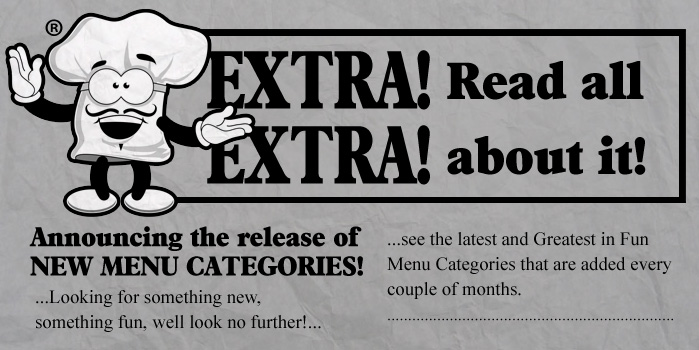 ®
EXTRA! Read all
EXTRA! about it!
Announcing the release of
NEW MENU CATEGORIES!
...Looking for something new,
something fun, well look no further!...
...see the latest and Greatest in Fun
Menu Categories that are added every
couple of months.